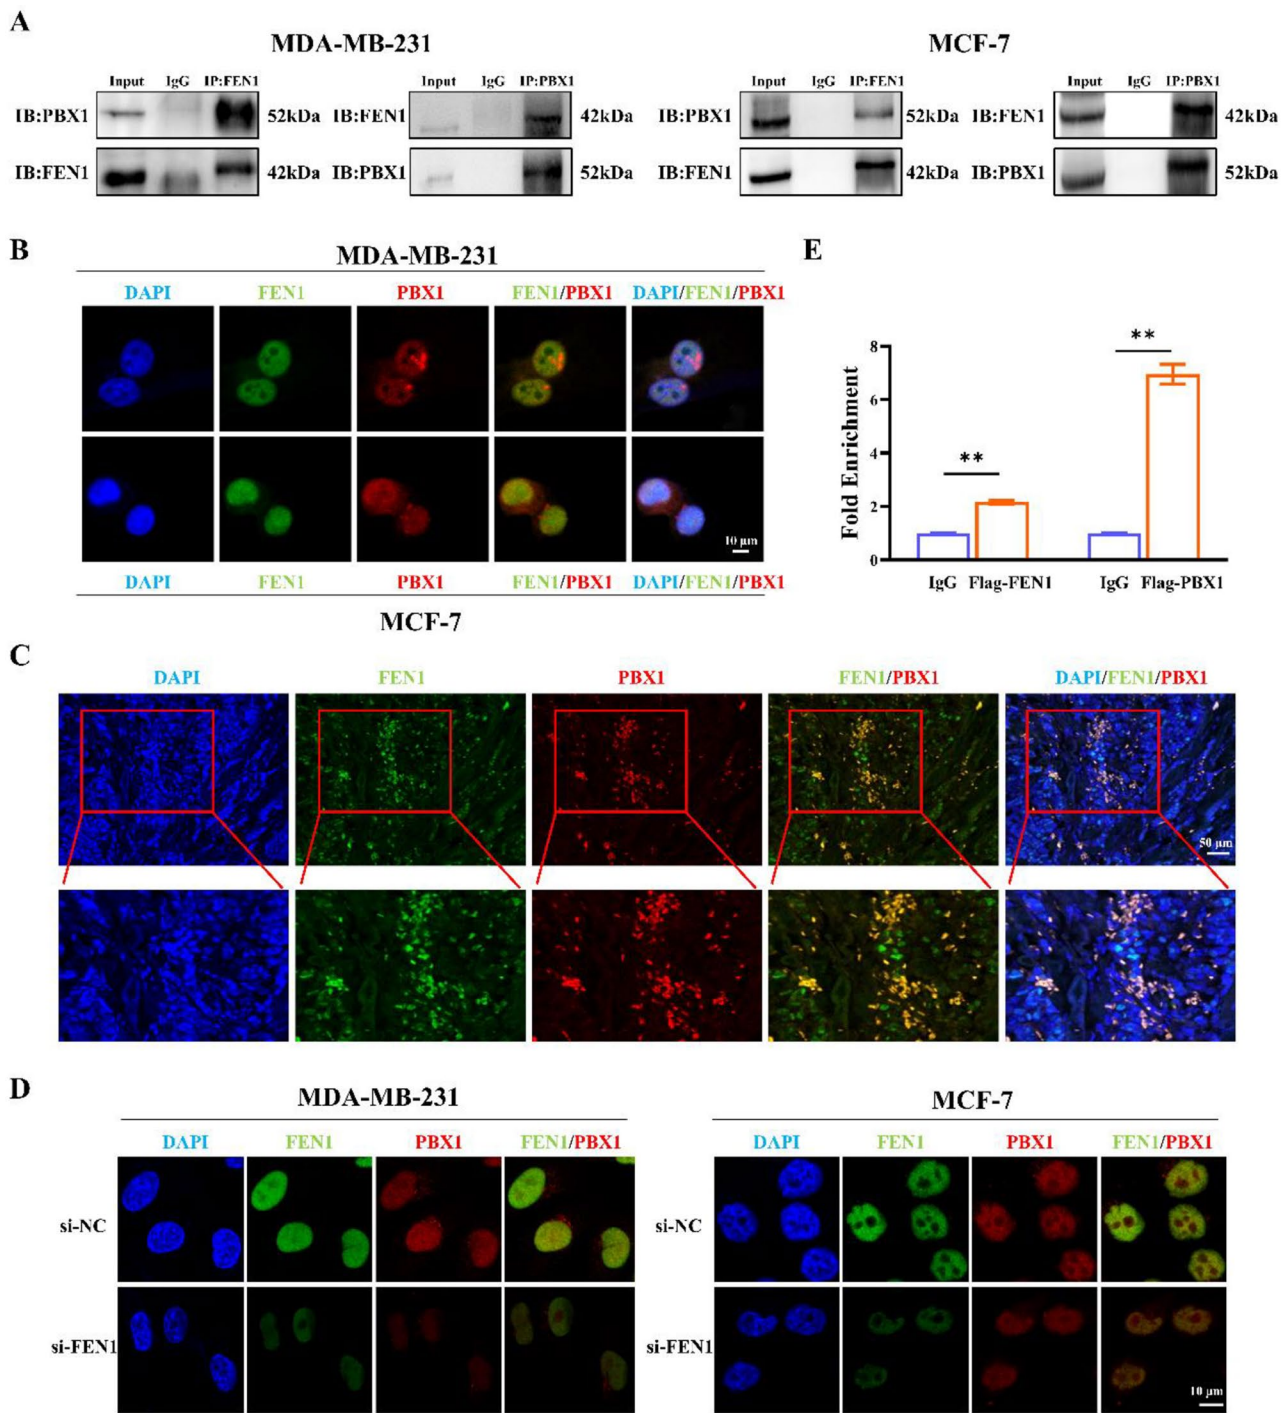 A
MDA-MB-231
MCF-7
Input IgG IP:FEN1
Input IgG IP:PBX1
Input IgG IP:FEN1
Input IgG IP:PBX1
IB:PBX1 52kDa IB:FEN1 42kDa IB:PBX1 52kDa IB:FEN1 42kDa
IB:FEN1 42kDa IB:PBX1 52kDa IB:FEN1 42kDa IB:PBX1 52kDa
B
MDA-MB-231
DAPI FEN1 PBX1 FEN1/PBX1 DAPI/FEN1/PBX1
10 μm
DAPI FEN1 PBX1 FEN1/PBX1 DAPI/FEN1/PBX1
MCF-7
E
Fold Enrichment
8
6
4
2
0
**
**
IgG Flag-FEN1 IgG Flag-PBX1
C
DAPI FEN1 PBX1 FEN1/PBX1 DAPI/FEN1/PBX1
50 μm
D
MDA-MB-231
DAPI FEN1 PBX1 FEN1/PBX1
si-NC
si-FEN1
MCF-7
DAPI FEN1 PBX1 FEN1/PBX1
si-NC
si-FEN1
10 μm